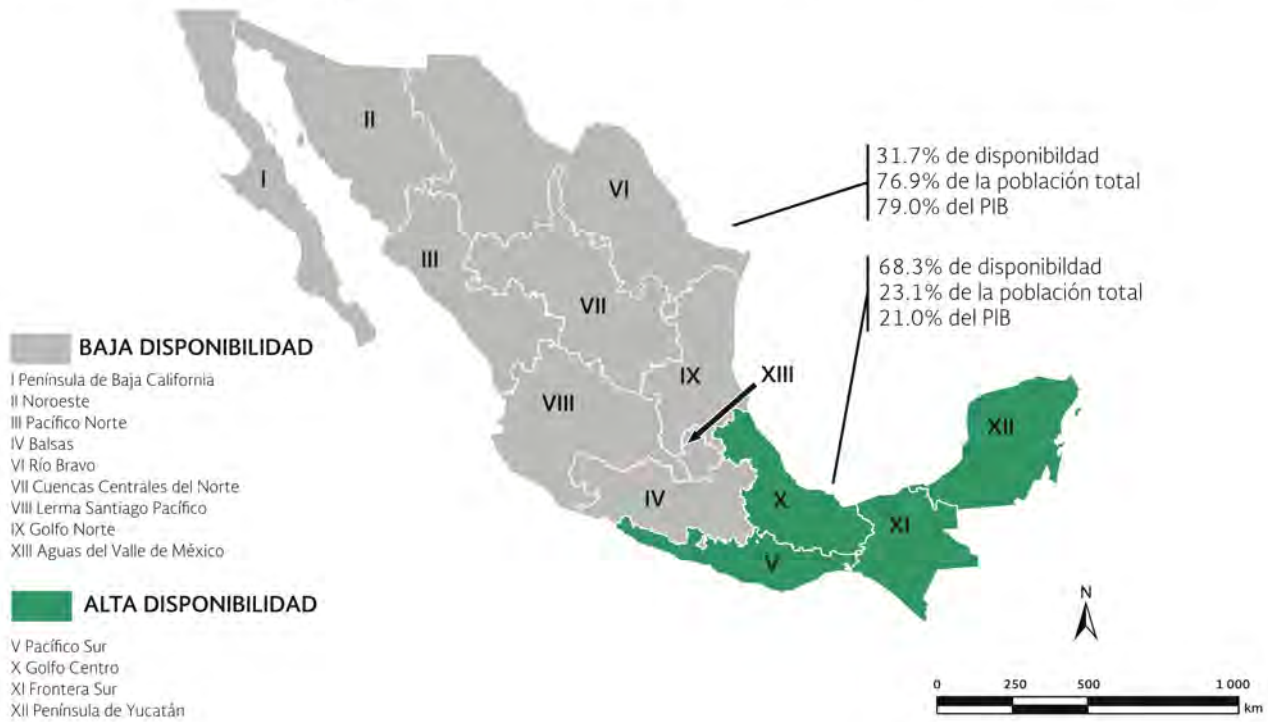 II
I
VI
III
VII
31.7% de disponibildad
76.9% de la población total
79.0% del PIB
68.3% de disponibildad
23.1% de la población total
21.0% del PIB
BAJA DISPONIBILIDAD
I Península de Baja California
II Noroeste
III Pacífico Norte
IV Balsas
VI Río Bravo
VII Cuencas Centrales del Norte
VIII Lerma Santiago Pacífico
IX Golfo Norte
XIII Aguas del Valle de México
VIII
IX
XIII
XII
IV
X
XI
V
ALTA DISPONIBILIDAD
V Pacífico Sur
X Golfo Centro
XI Frontera Sur
XII Península de Yucatán
N
0 250 500 1 000
km